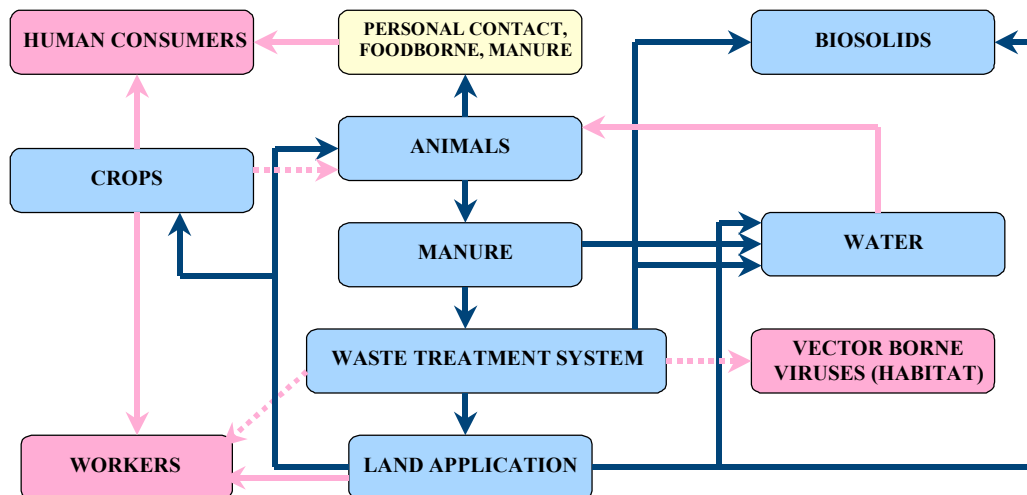 HUMAN CONSUMERS
PERSONAL CONTACT,
FOODBORNE, MANURE
BIOSOLIDS
ANIMALS
CROPS
MANURE
WATER
WASTE TREATMENT SYSTEM
VECTOR BORNE
VIRUSES (HABITAT)
WORKERS
LAND APPLICATION